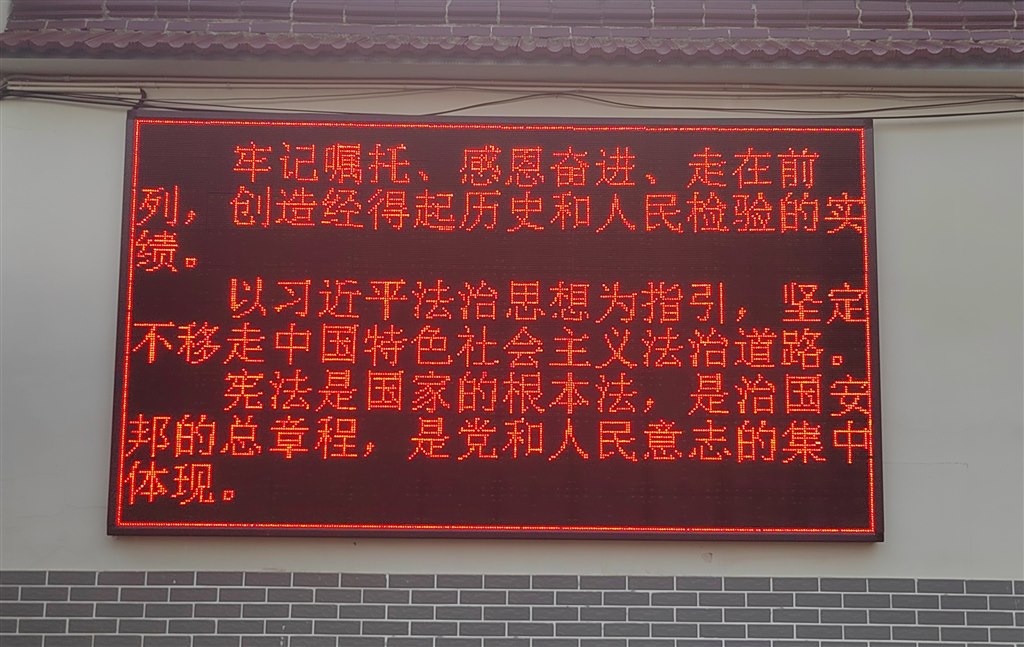 牢记嘱托、感恩奋进、走在前
列，创造经得起历史和人民检验的实
绩。
以习近平法治思想为指引，坚定
不移走中国特色社会主义法治道路。
宪法是国家的根本法，是治国安
邦的总章程，是党和人民意志的集中
体现。